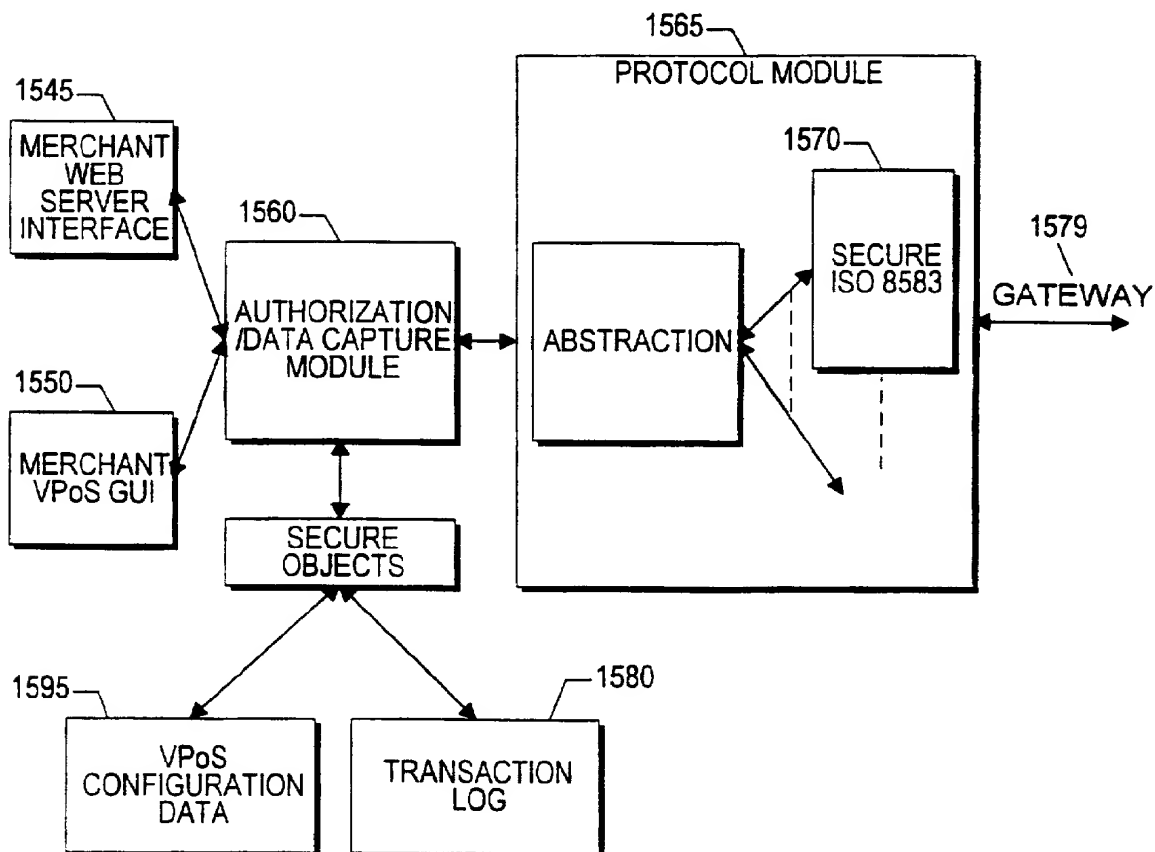 1565
PROTOCOL MODULE
1545
MERCHANT
WEB
SERVER
INTERFACE
1570
1560
SECURE
ISO 8583
1579
GATEWAY
AUTHORIZATION
/DATA CAPTURE
MODULE
ABSTRACTION
1550
MERCHANT
VPoS GUI
SECURE
OBJECTS
1595
1580
VPoS
CONFIGURATION
DATA
TRANSACTION
LOG